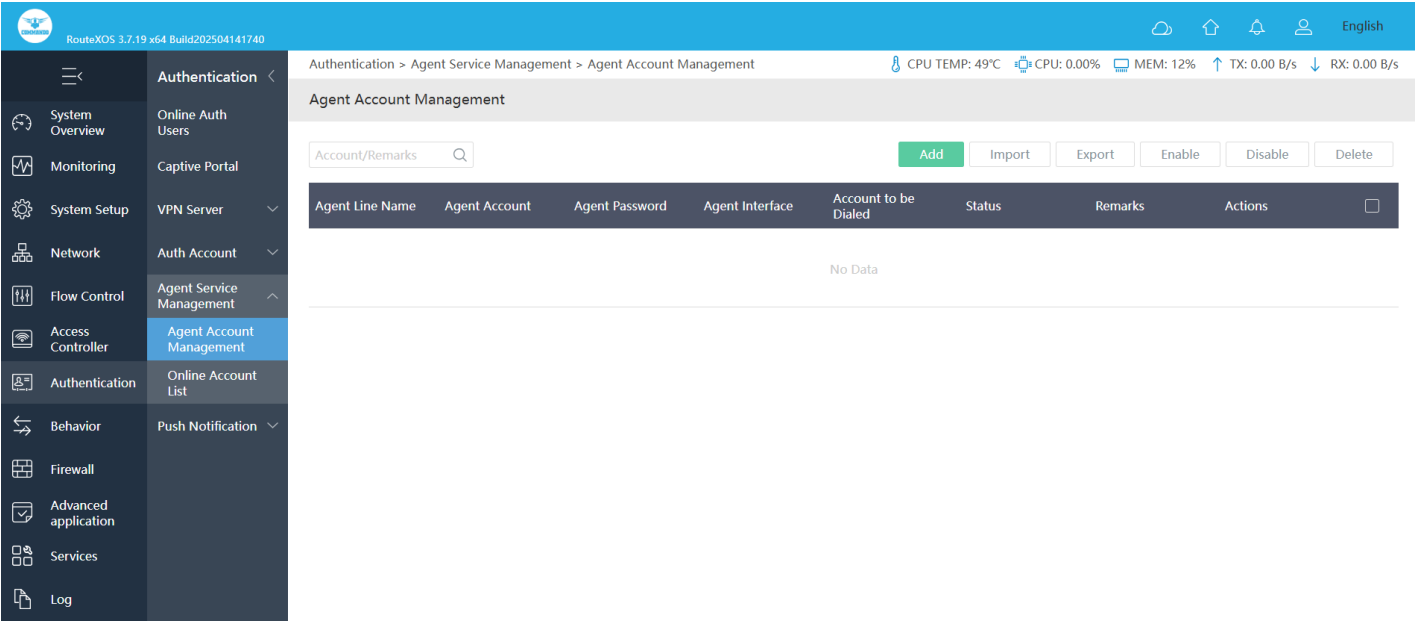 COMMANDO
RouteXOS 3.7.19 x64 Build202504141740
English
Authentication
Authentication > Agent Service Management > Agent Account Management
CPU TEMP: 49℃ CPU: 0.00% MEM: 12% TX: 0.00 B/s RX: 0.00 B/s
System
Overview
Monitoring
System Setup
Network
Flow Control
Access
Controller
Authentication
Behavior
Firewall
Advanced
application
Services
Log
Online Auth
Users
Captive Portal
VPN Server
Auth Account
Agent Service
Management
Agent Account
Management
Online Account
List
Push Notification
Agent Account Management
Account/Remarks
Add Import Export Enable Disable Delete
Agent Line Name Agent Account Agent Password Agent Interface Account to be Dialed Status Remarks Actions
No Data